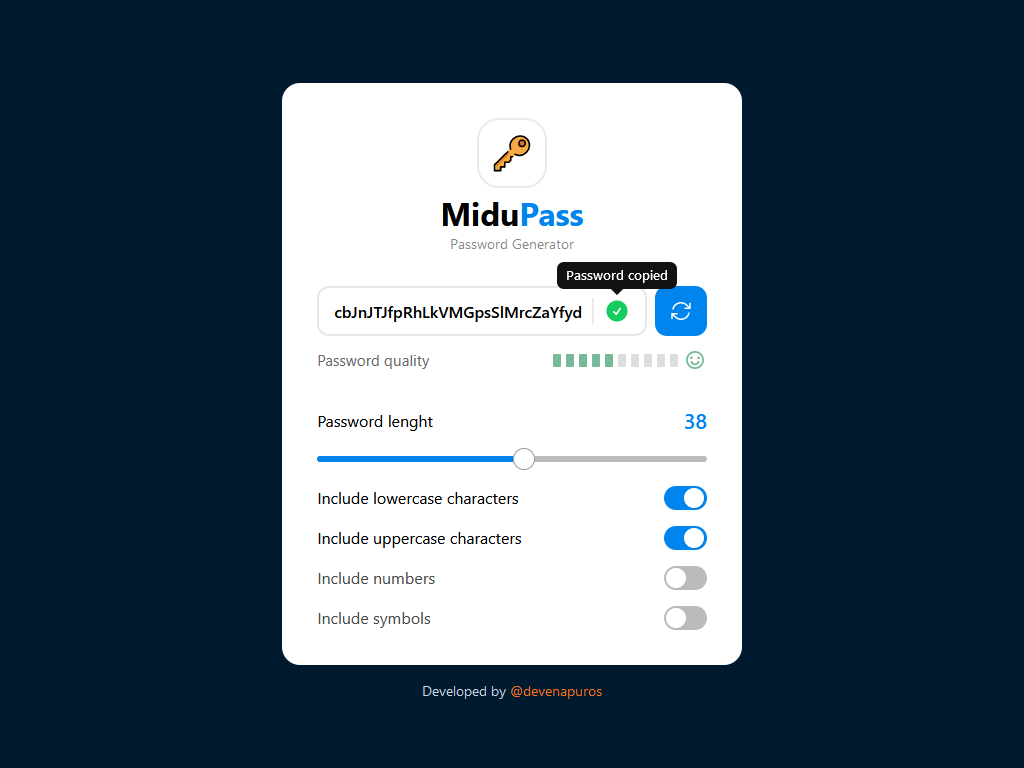 MiduPass
Password Generator
Password copied
cbJnJTJfpRhLkVMGpsSlMrcZaYfyd
Password quality
Password lenght
38
Include lowercase characters
Include uppercase characters
Include numbers
Include symbols
Developed by @devenapuros